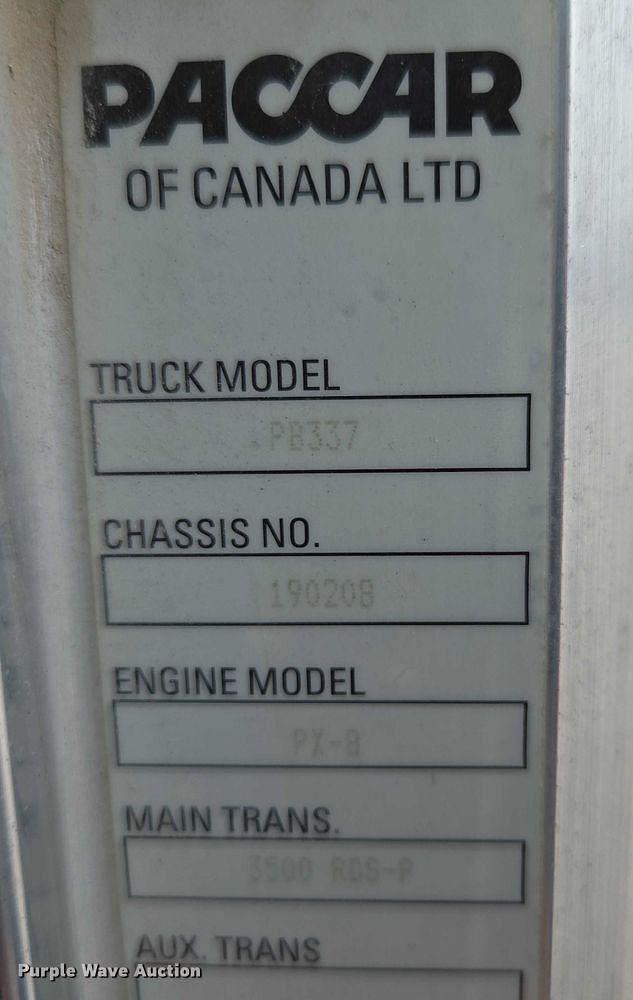 PACCAR
OF CANADA LTD
TRUCK MODEL
PB337
CHASSIS NO.
190208
ENGINE MODEL
PX-8
MAIN TRANS.
3500 RDS-P
AUX. TRANS
Purple Wave Auction